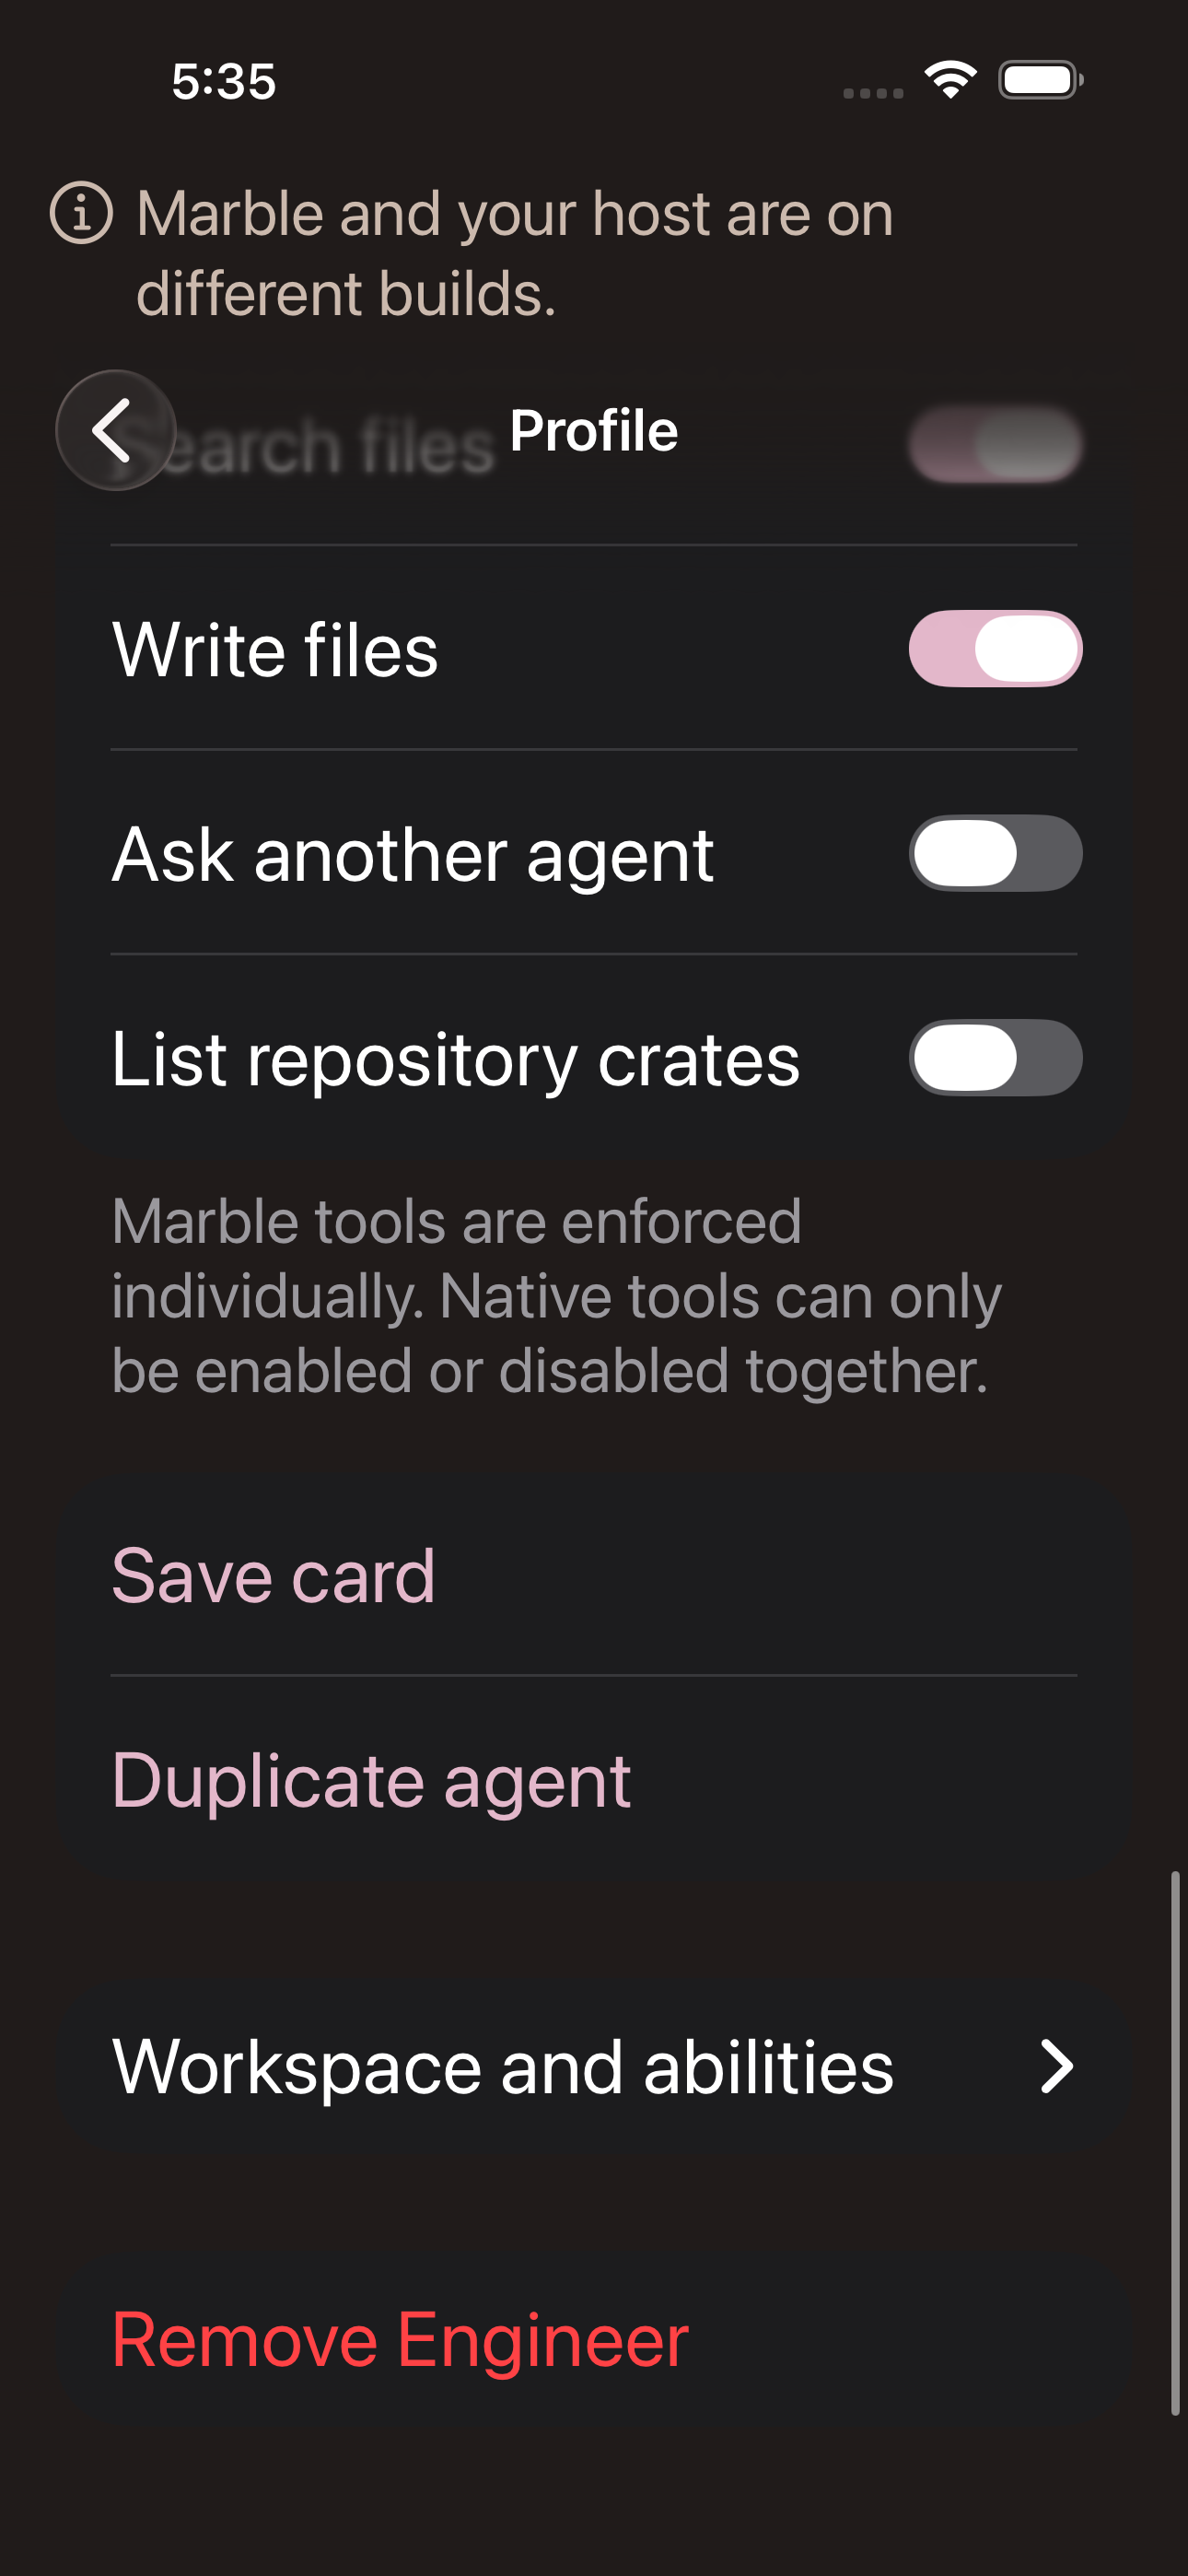 5:35
Marble and your host are on
different builds.
Profile
Search files
Write files
Ask another agent
List repository crates
Marble tools are enforced
individually. Native tools can only
be enabled or disabled together.
Save card
Duplicate agent
Workspace and abilities
Remove Engineer